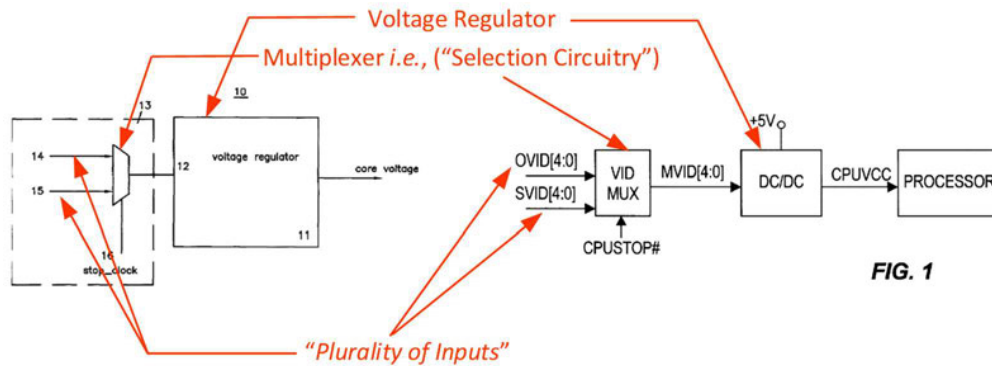 Voltage Regulator
Multiplexer i.e., (“Selection Circuitry”)
10
13
+5V
14
15
12
voltage regulator
core voltage
11
16
stop_clock
OVID[4:0]
SVID[4:0]
VID
MUX
MVID[4:0]
DC/DC
CPUVCC
PROCESSOR
CPUSTOP#
FIG. 1
“Plurality of Inputs”